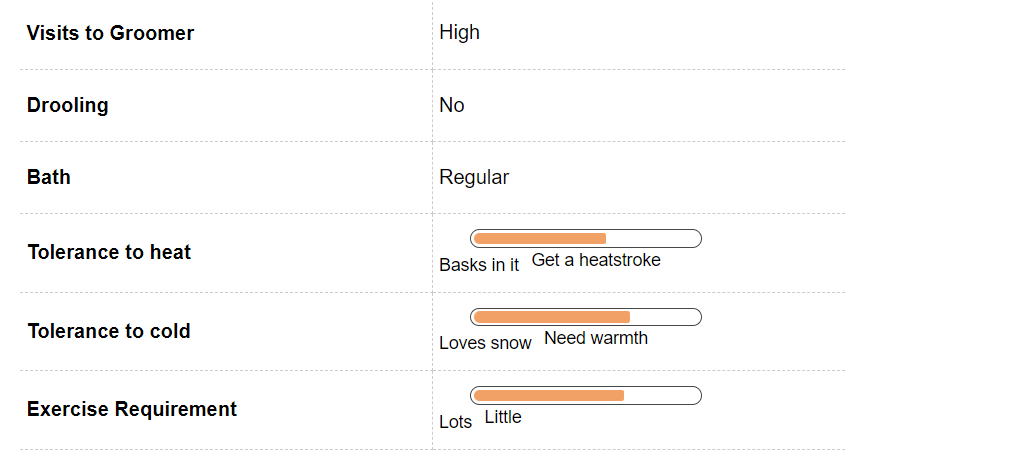 Visits to Groomer High
Drooling No
Bath Regular
Tolerance to heat
Basks in it Get a heatstroke
Tolerance to cold
Loves snow Need warmth
Exercise Requirement
Lots Little